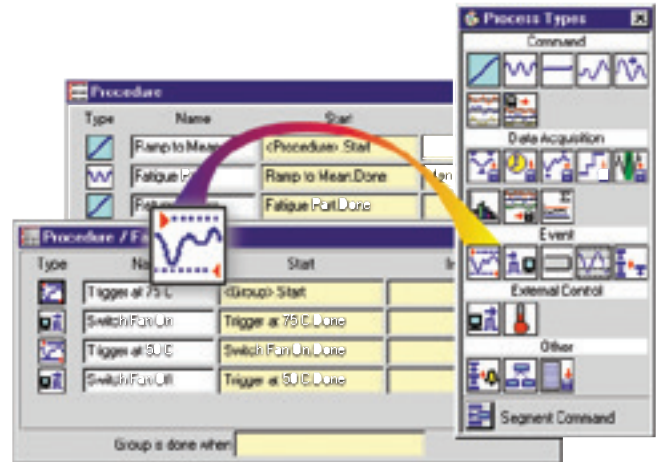 Process Types
Command
Data Acquisition
Event
External Control
Other
Segment Command
Procedure
Type Name Start
Ramp to Mean <Procedure>.Start
Fatigue Ramp to Mean.Done
Fatigue Part.Done
Procedure /
Type Start
Trigger at 75 C <Group>.Start
Switch Fan On Trigger at 75 C.Done
Trigger at 50 C Switch Fan On.Done
Switch Fan Off Trigger at 50 C.Done
Group is done when